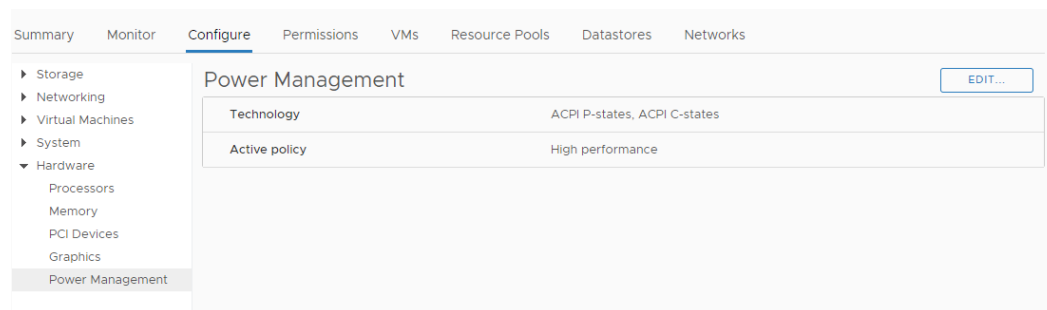 Summary Monitor Configure Permissions VMs Resource Pools Datastores Networks
Storage
Networking
Virtual Machines
System
Hardware
Processors
Memory
PCI Devices
Graphics
Power Management
Power Management
EDIT...
Technology ACPI P-states, ACPI C-states
Active policy High performance